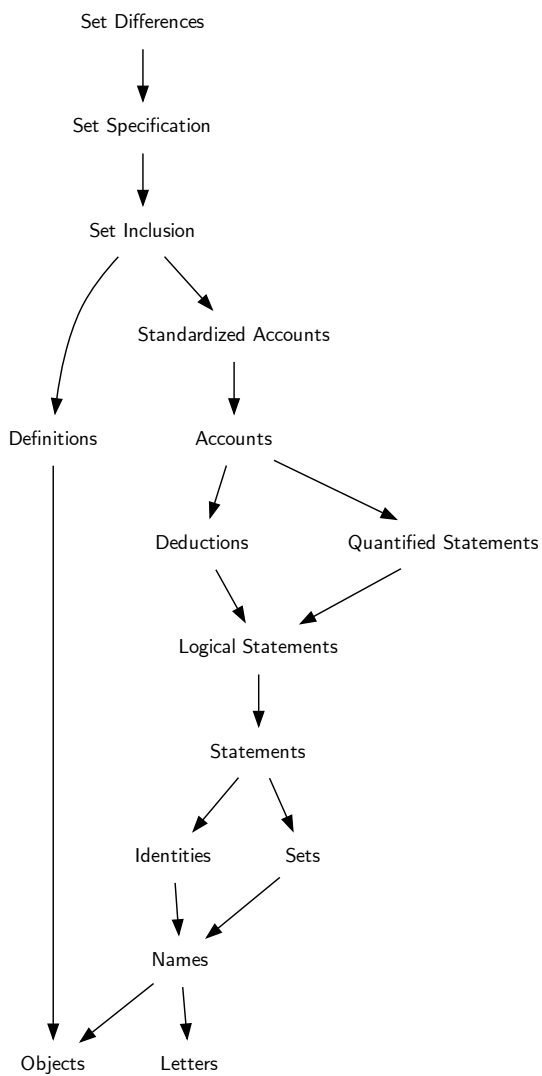 Set Differences
Set Specification
Set Inclusion
Standardized Accounts
Definitions
Accounts
Deductions
Quantified Statements
Logical Statements
Statements
Identities
Sets
Names
Objects
Letters